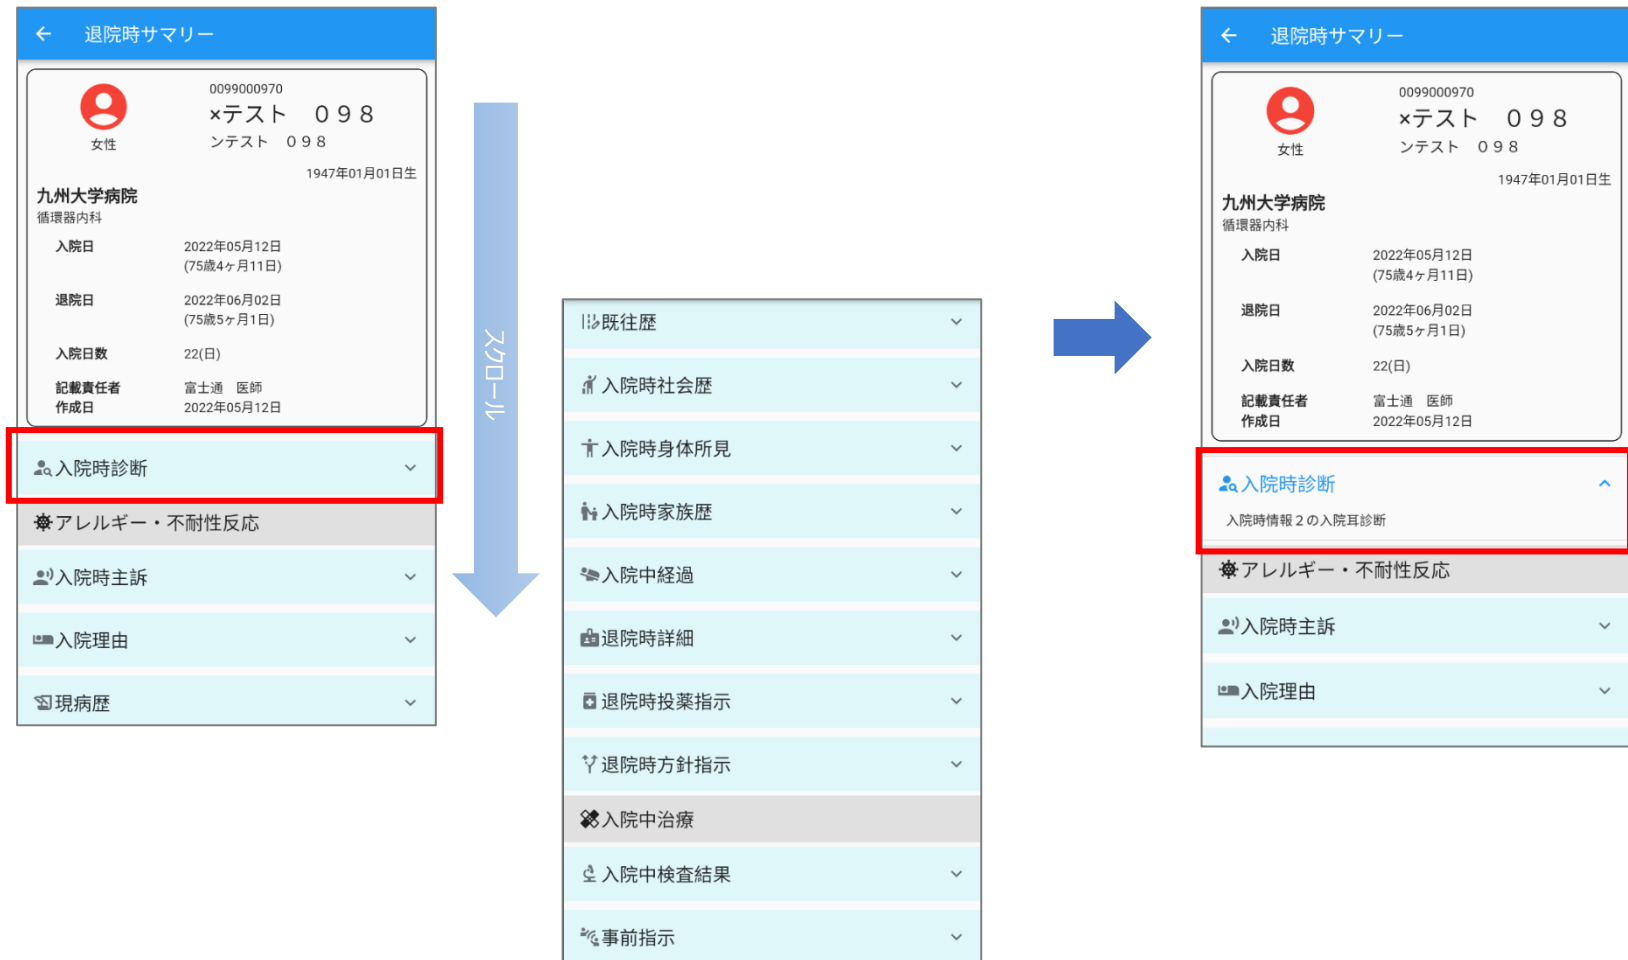 退院時サマリー
0099000970
×テスト　０９８
ンテスト　０９８
女性
1947年01月01日生
九州大学病院
循環器内科
入院日 2022年05月12日
(75歳4ヶ月11日)
退院日 2022年06月02日
(75歳5ヶ月1日)
入院日数 22(日)
記載責任者 富士通　医師
作成日 2022年05月12日
入院時診断
アレルギー・不耐性反応
入院時主訴
入院理由
現病歴
スクロール
既往歴
入院時社会歴
入院時身体所見
入院時家族歴
入院中経過
退院時詳細
退院時投薬指示
退院時方針指示
入院中治療
入院中検査結果
事前指示
退院時サマリー
0099000970
×テスト　０９８
ンテスト　０９８
女性
1947年01月01日生
九州大学病院
循環器内科
入院日 2022年05月12日
(75歳4ヶ月11日)
退院日 2022年06月02日
(75歳5ヶ月1日)
入院日数 22(日)
記載責任者 富士通　医師
作成日 2022年05月12日
入院時診断
入院時情報２の入院耳診断
アレルギー・不耐性反応
入院時主訴
入院理由